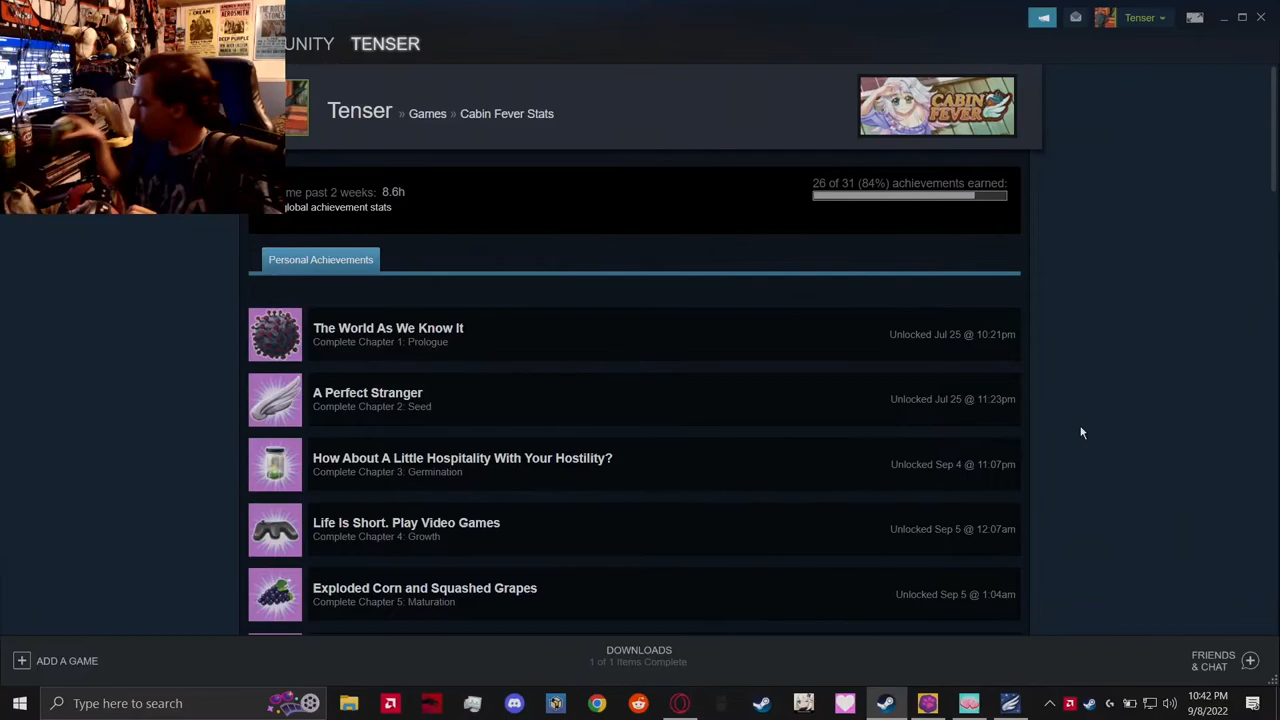 CREAM
AEROSMITH
DEEP PURPLE
STONES
UNITY
TENSER
Tenser
Tenser » Games » Cabin Fever Stats
CABIN
FEVER
me past 2 weeks: 8.6h
global achievement stats
26 of 31 (84%) achievements earned:
Personal Achievements
The World As We Know It
Complete Chapter 1: Prologue
Unlocked Jul 25 @ 10:21pm
A Perfect Stranger
Complete Chapter 2: Seed
Unlocked Jul 25 @ 11:23pm
How About A Little Hospitality With Your Hostility?
Complete Chapter 3: Germination
Unlocked Sep 4 @ 11:07pm
Life Is Short. Play Video Games
Complete Chapter 4: Growth
Unlocked Sep 5 @ 12:07am
Exploded Corn and Squashed Grapes
Complete Chapter 5: Maturation
Unlocked Sep 5 @ 1:04am
ADD A GAME
DOWNLOADS
1 of 1 Items Complete
FRIENDS
& CHAT
Type here to search
10:42 PM
9/8/2022